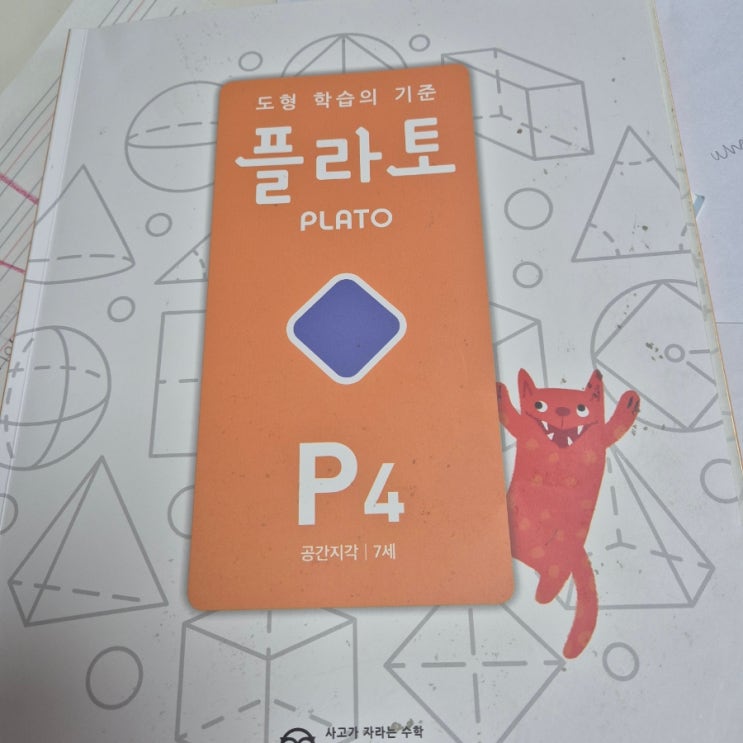 도형 학습의 기준
플라토
PLATO
P4
공간지각 | 7세
사고가 자라는 수학